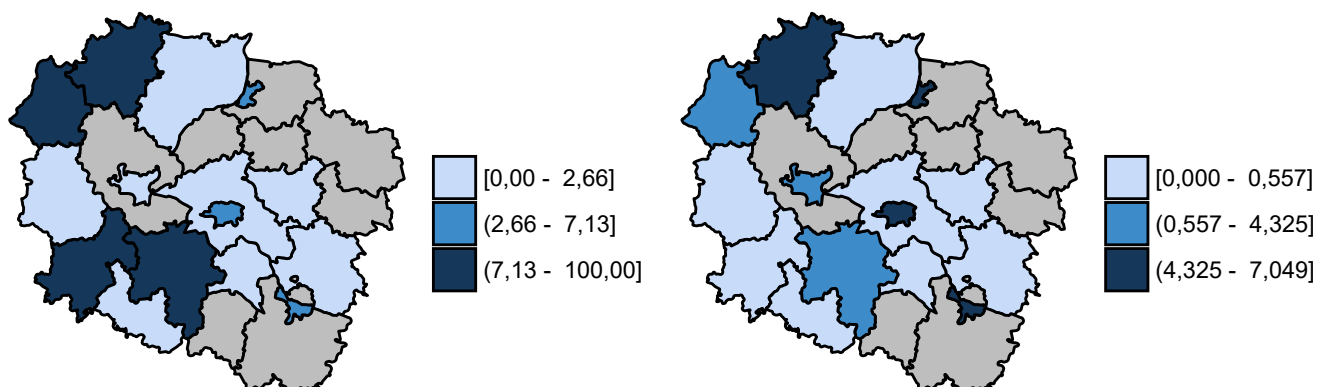 [0,00 - 2,66]
(2,66 - 7,13]
(7,13 - 100,00]
[0,000 - 0,557]
(0,557 - 4,325]
(4,325 - 7,049]